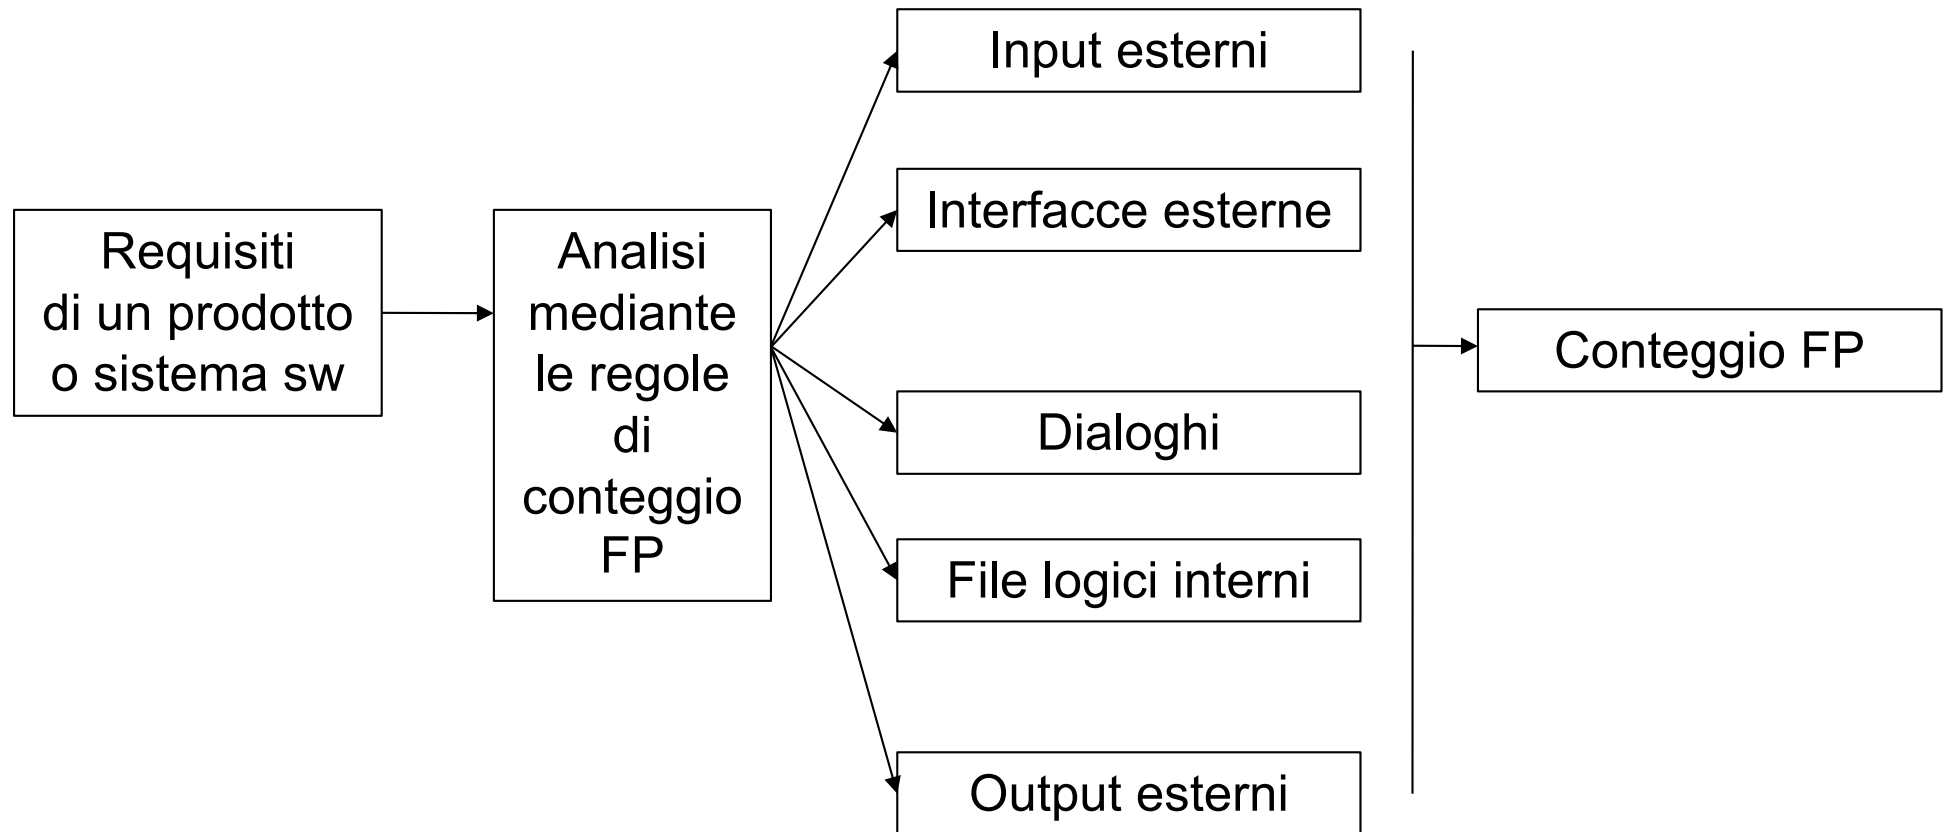 Requisiti
di un prodotto
o sistema sw
Analisi
mediante
le regole
di
conteggio
FP
Input esterni
Interfacce esterne
Dialoghi
File logici interni
Output esterni
Conteggio FP